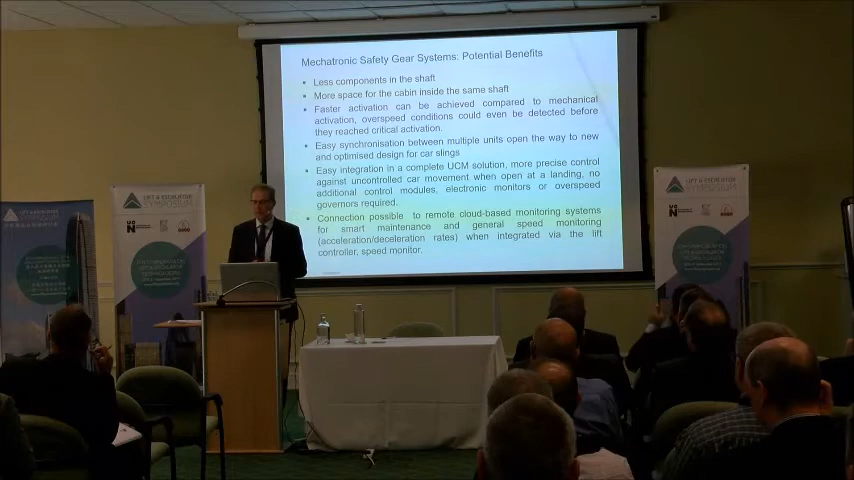 Mechatronic Safety Gear Systems: Potential Benefits
• Less components in the shaft
• More space for the cabin inside the same shaft
• Faster activation can be achieved compared to mechanical
activation, overspeed conditions could even be detected before
they reached critical activation.
• Easy synchronisation between multiple units open the way to new
and optimised design for car slings
• Easy integration in a complete UCM solution, more precise control
against uncontrolled car movement when open at a landing, no
additional control modules, electronic monitors or overspeed
governors required.
• Connection possible to remote cloud-based monitoring systems
for smart maintenance and general speed monitoring
(acceleration/deceleration rates) when integrated via the lift
controller, speed monitor.
LIFT & ESCALATOR
SYMPOSIUM
LIFT & ESCALATOR
SYMPOSIUM